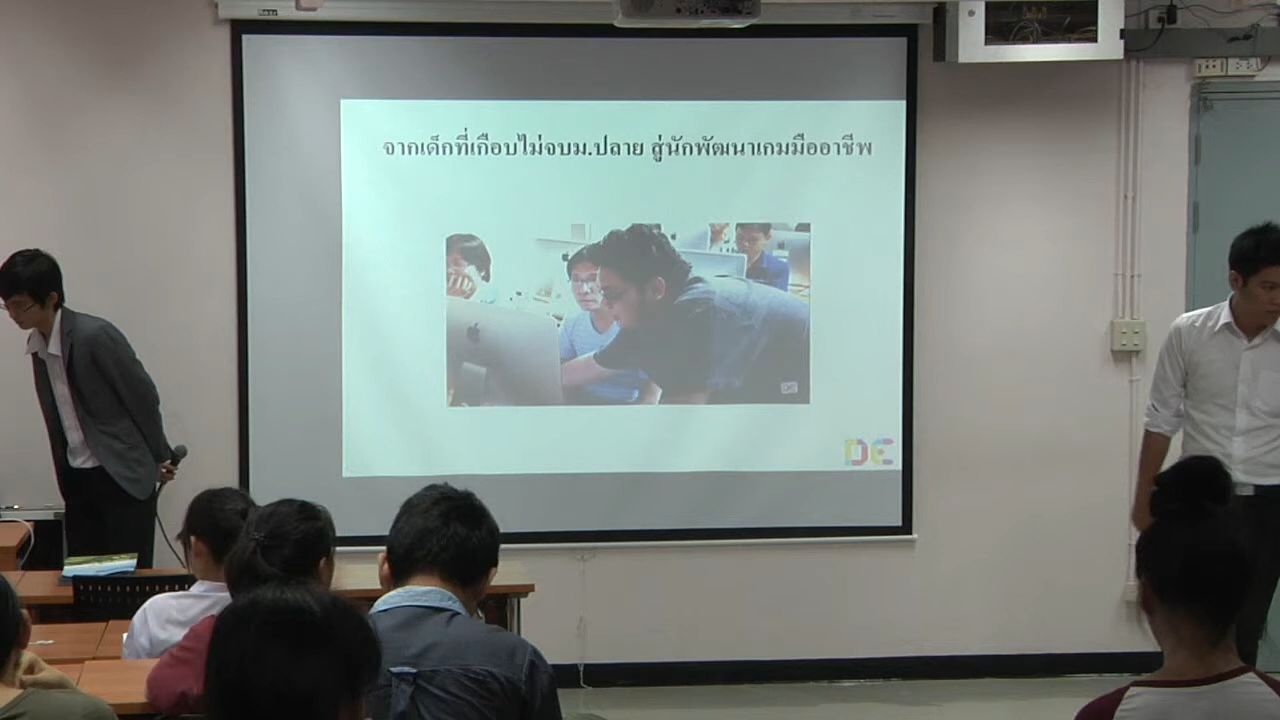 จากเด็กที่เกือบไม่จบม.ปลาย สู่นักพัฒนาเกมมืออาชีพ
DE